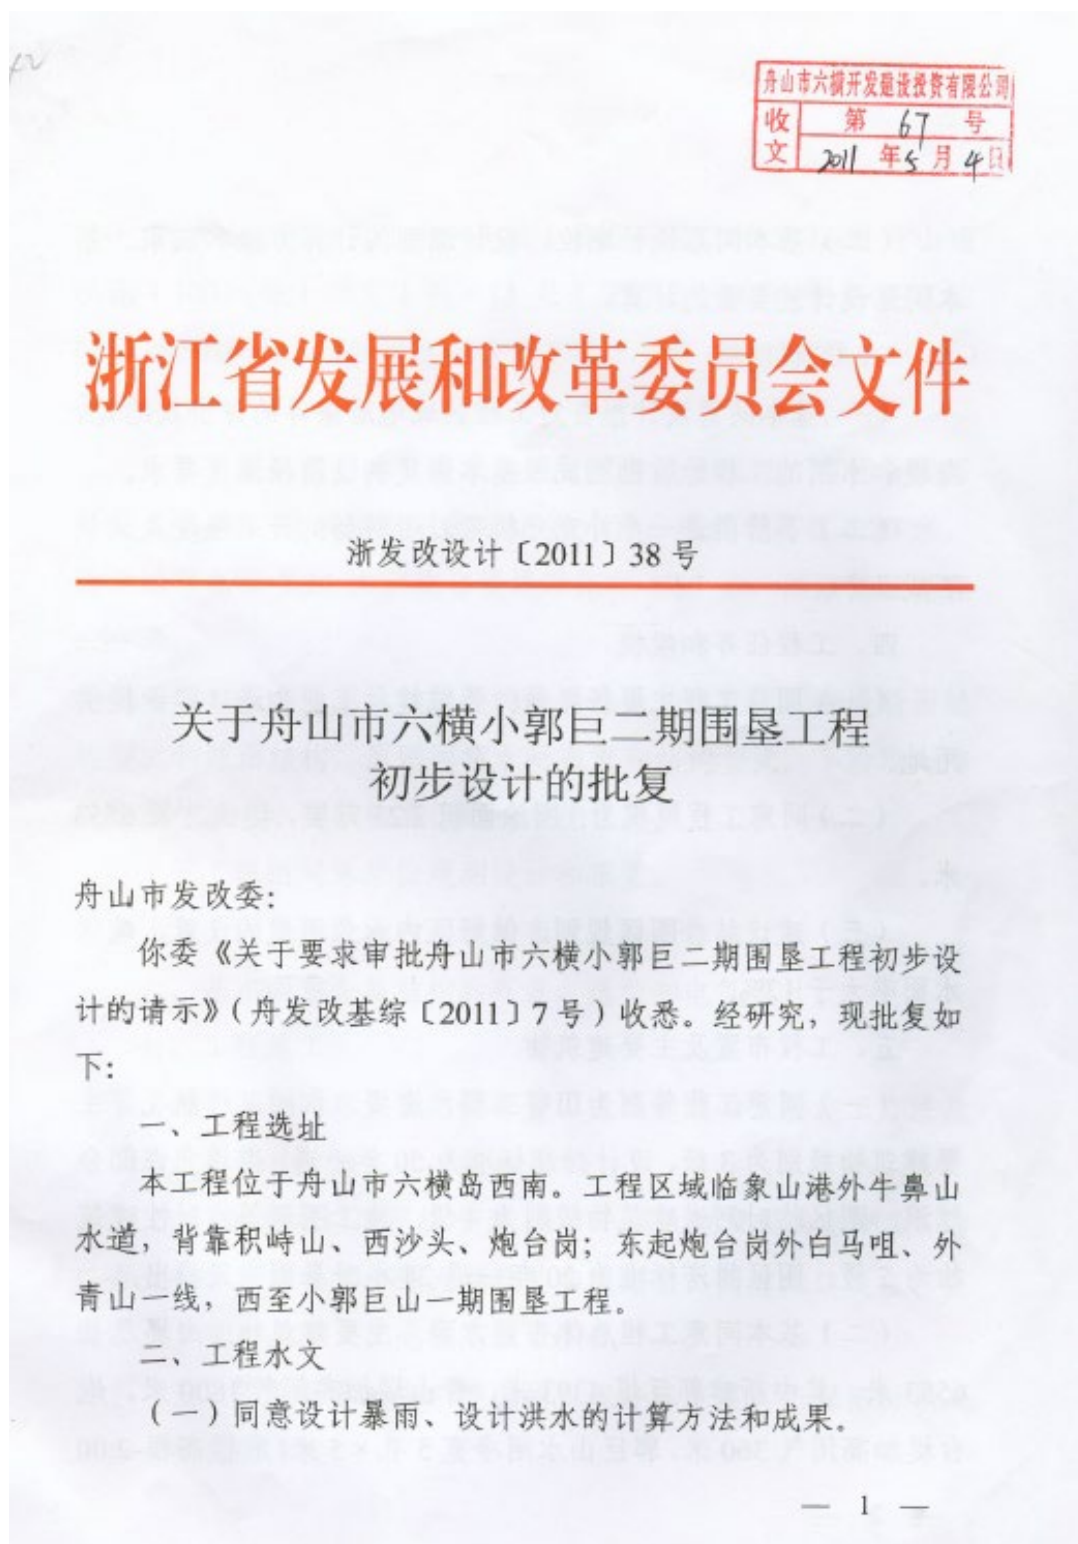 舟山市六横开发建设投资有限公司
收文 第 67 号
2011 年 5 月 4 日
浙江省发展和改革委员会文件
浙发改设计〔2011〕38 号
关于舟山市六横小郭巨二期围垦工程
初步设计的批复
舟山市发改委：
你委《关于要求审批舟山市六横小郭巨二期围垦工程初步设
计的请示》（舟发改基综〔2011〕7 号）收悉。经研究，现批复如
下：
一、工程选址
本工程位于舟山市六横岛西南。工程区域临象山港外牛鼻山
水道，背靠积峙山、西沙头、炮台岗；东起炮台岗外白马咀、外
青山一线，西至小郭巨山一期围垦工程。
二、工程水文
（一）同意设计暴雨、设计洪水的计算方法和成果。
— 1 —